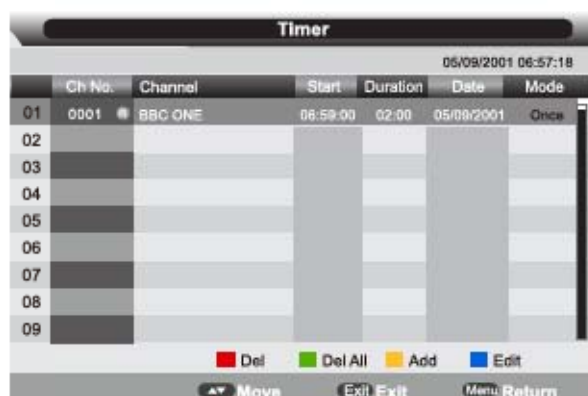 Timer
05/09/2001 06:57:18
Ch No. Channel Start Duration Date Mode
01 0001 BBC ONE 06:59:00 02:00 05/09/2001 Once
02
03
04
05
06
07
08
09
Del Del All Add Edit
Move Exit Exit Menu Return